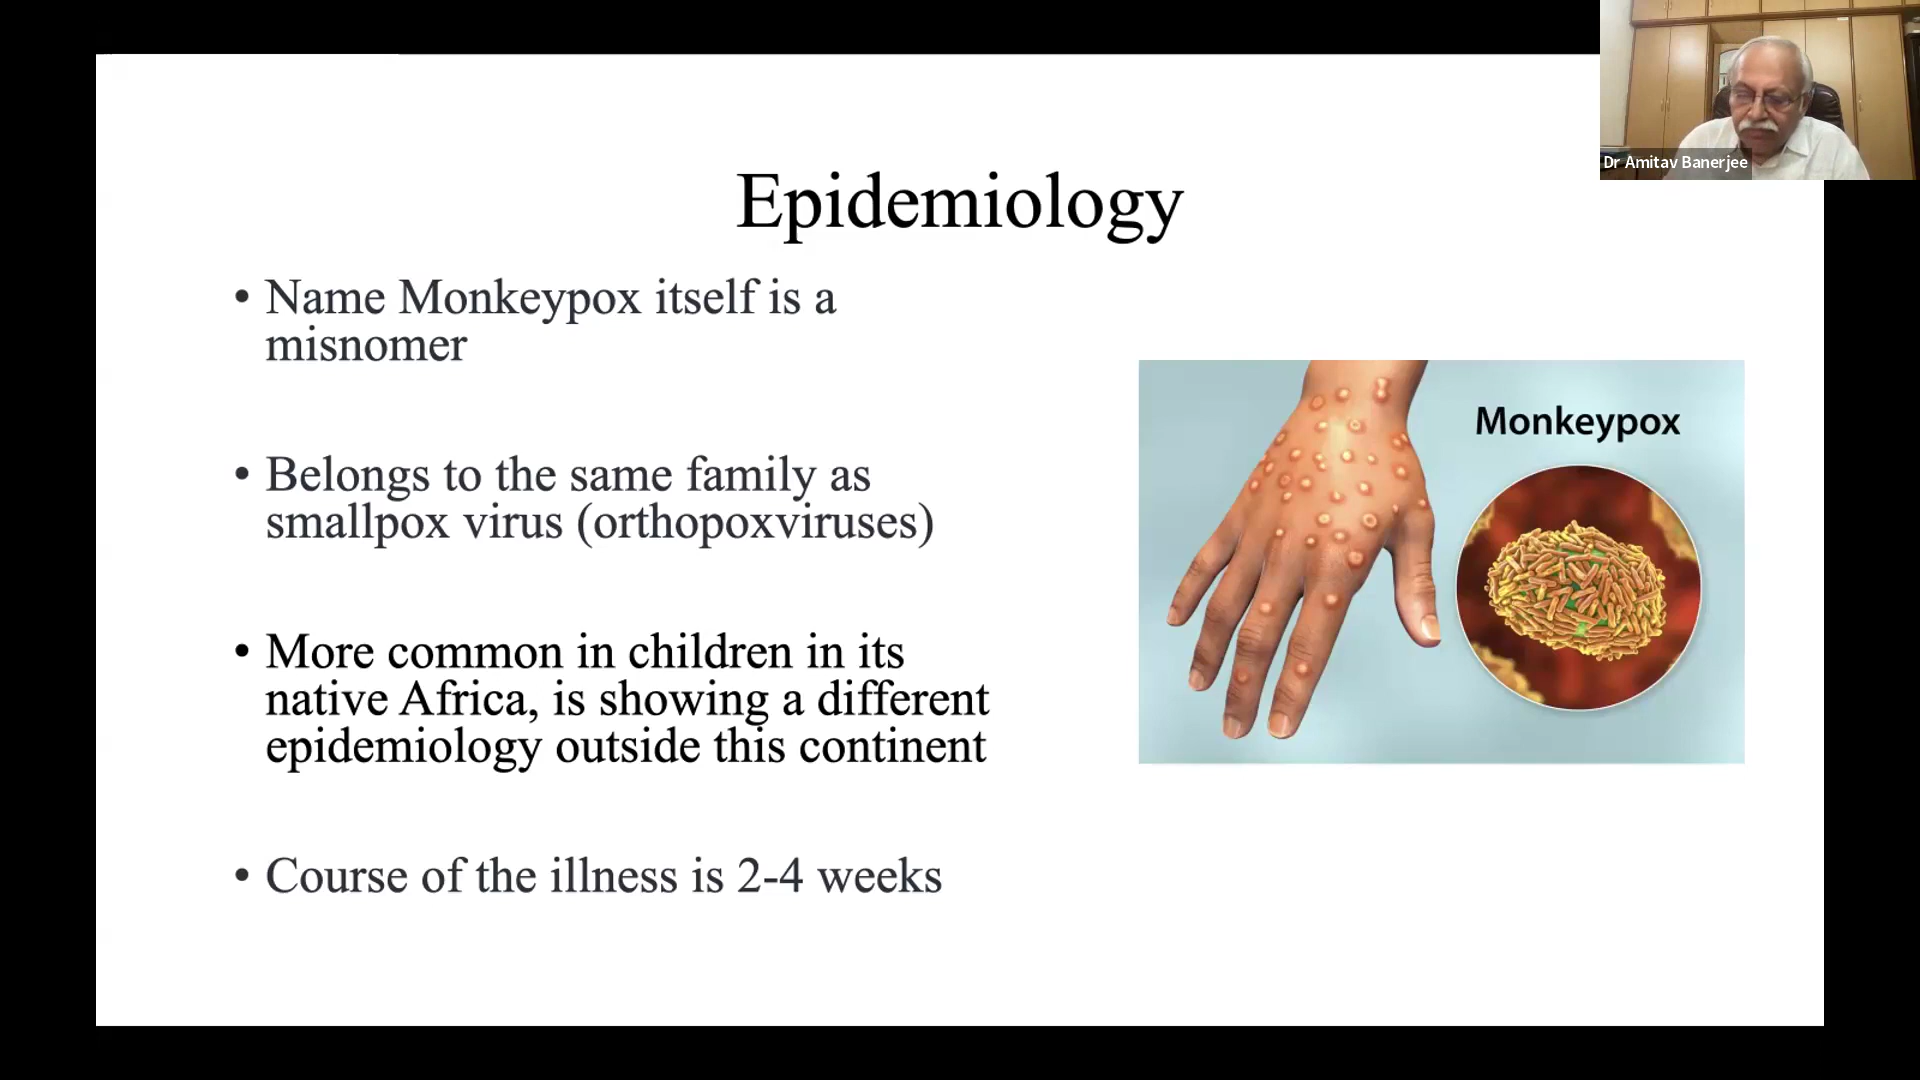 Dr Amitav Banerjee
Epidemiology
• Name Monkeypox itself is a
misnomer
• Belongs to the same family as
smallpox virus (orthopoxviruses)
• More common in children in its
native Africa, is showing a different
epidemiology outside this continent
• Course of the illness is 2-4 weeks
Monkeypox